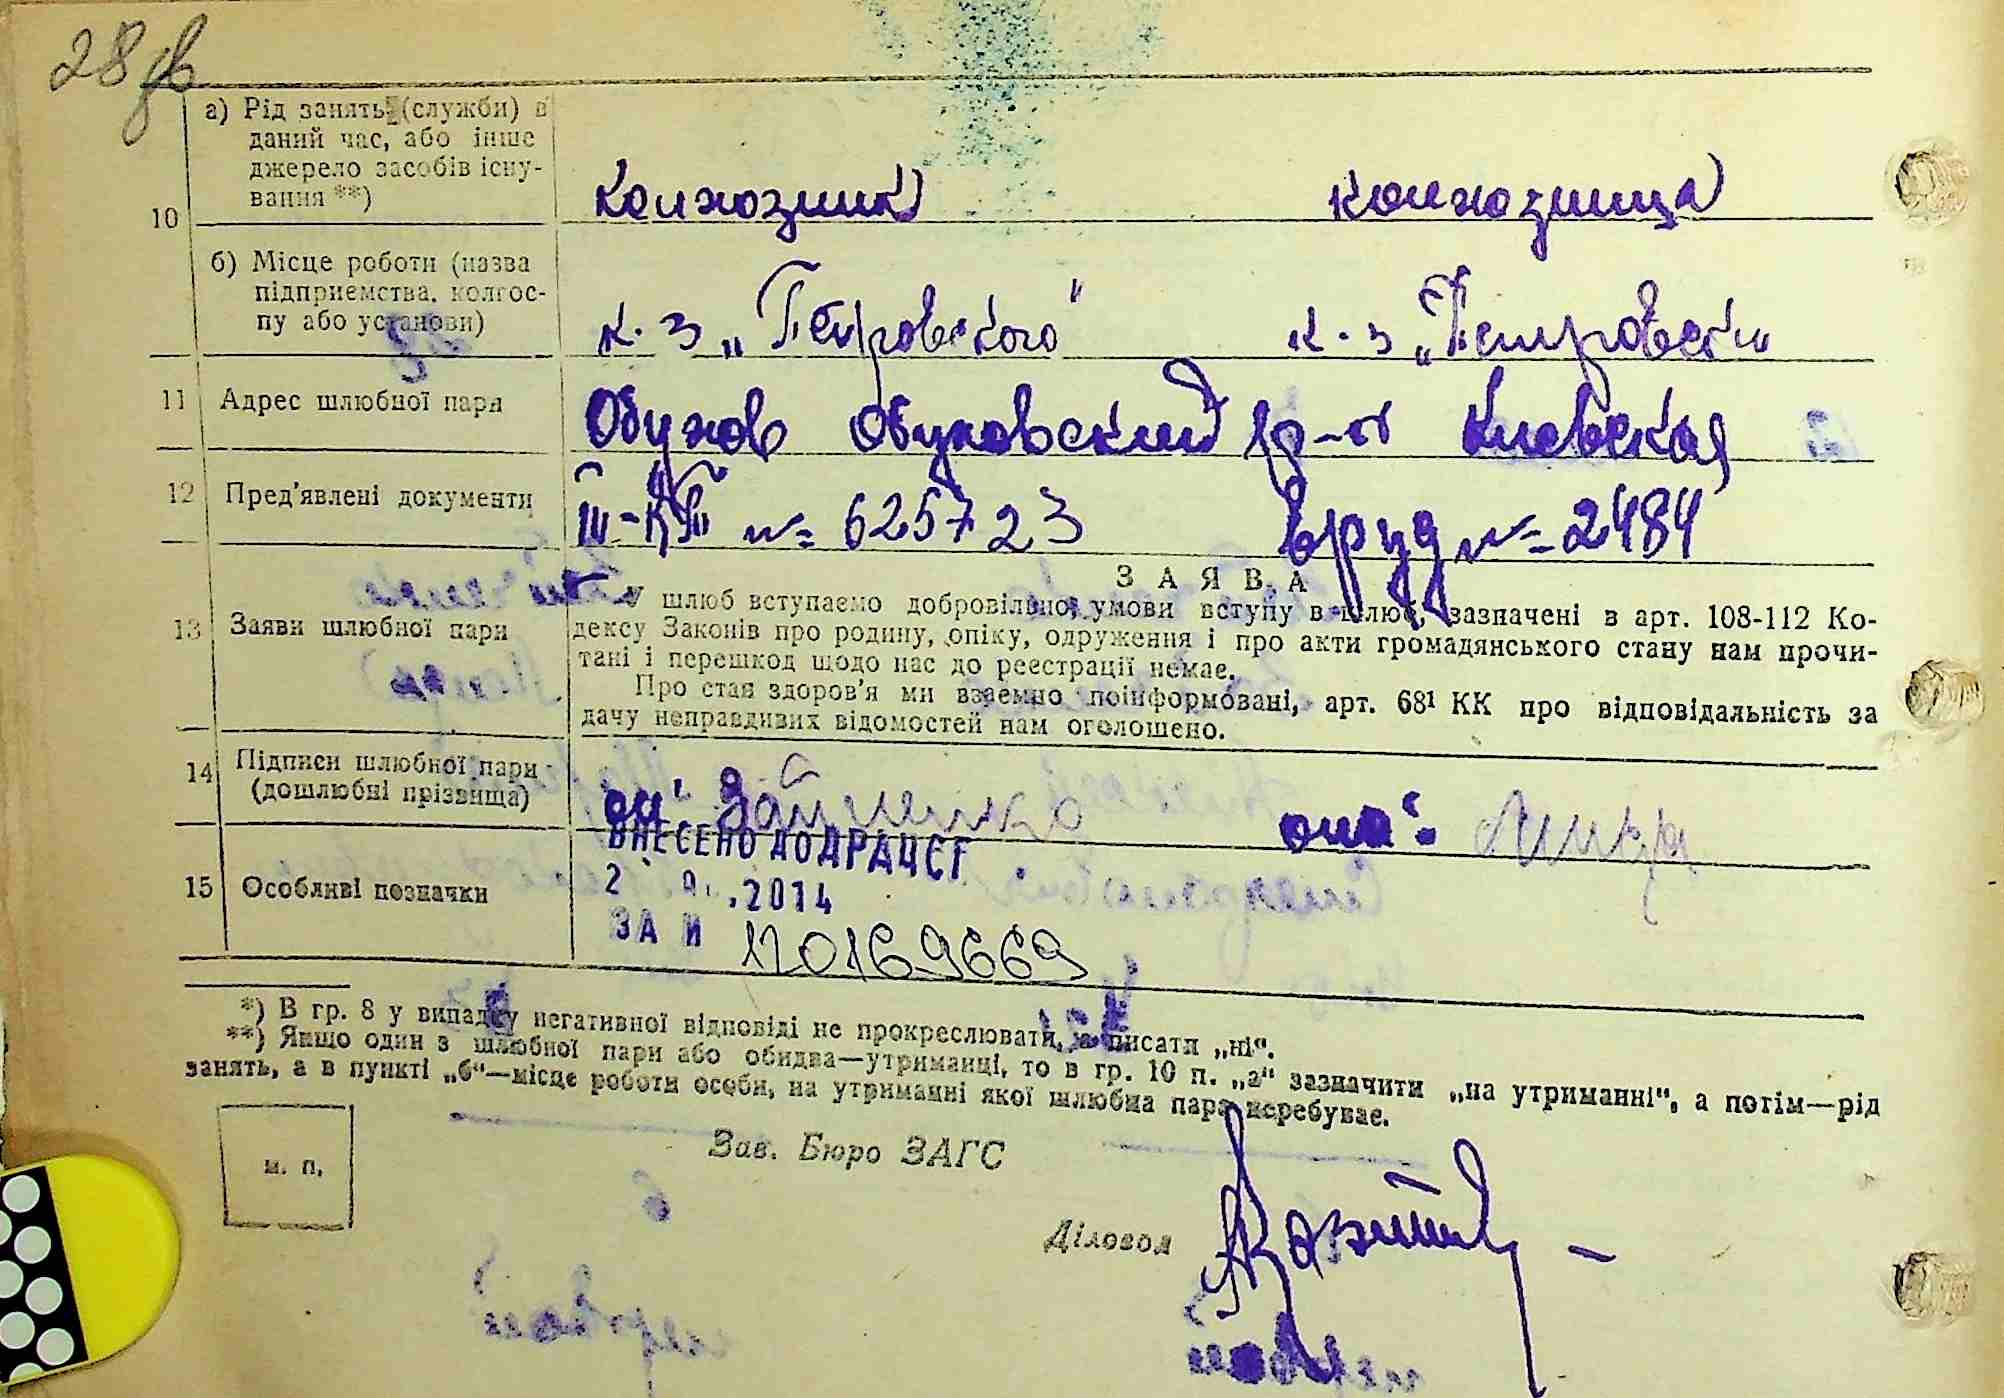 28
а) Рід занять (служби) в
даний час, або інше
джерело засобів існу-
вання **)
10
колхозник колхозница
б) Місце роботи (назва
підприємства, колгос-
пу або установи)
к-з „Петровского" к-з „Петровск"
11 Адрес шлюбної пари
Обухов Обуховский р-н Киевская
12 Пред'явлені документи
№ 625723 № 2484
ЗАЯВА
13 Заяви шлюбної пари
У шлюб вступаємо добровільно, умови вступу в шлюб, зазначені в арт. 108-112 Ко-
дексу Законів про родину, опіку, одруження і про акти громадянського стану нам прочи-
тані і перешкод щодо нас до реєстрації немає.
Про стан здоров'я ми взаємно поінформовані, арт. 68¹ КК про відповідальність за
дачу неправдивих відомостей нам оголошено.
14 Підписи шлюбної пари
(дошлюбні прізвища)
он: она:
ВНЕСЕНО ДО ДРАЦСГ
15 Особливі позначки
2 .2014
ЗА № 120169669
*) В гр. 8 у випадку негативної відповіді не прокреслювати, а писати „ні".
**) Якщо один з шлюбної пари або обидва—утриманці, то в гр. 10 п. „а" зазначити „на утриманні", а потім—рід
занять, а в пункті „б"—місце роботи особи, на утриманні якої шлюбна пара перебуває.
Зав. Бюро ЗАГС
м. п.
Діловод